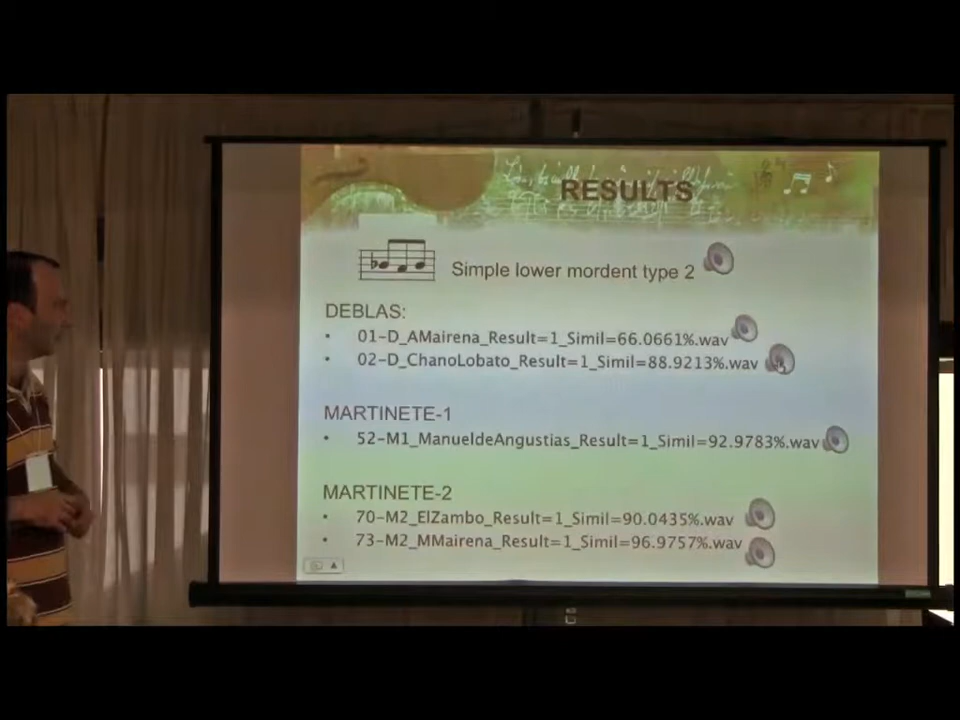 RESULTS
Simple lower mordent type 2
DEBLAS:
• 01-D_AMairena_Result=1_Simil=66.0661%.wav
• 02-D_ChanoLobato_Result=1_Simil=88.9213%.wav
MARTINETE-1
• 52-M1_ManueldeAngustias_Result=1_Simil=92.9783%.wav
MARTINETE-2
• 70-M2_ElZambo_Result=1_Simil=90.0435%.wav
• 73-M2_MMairena_Result=1_Simil=96.9757%.wav